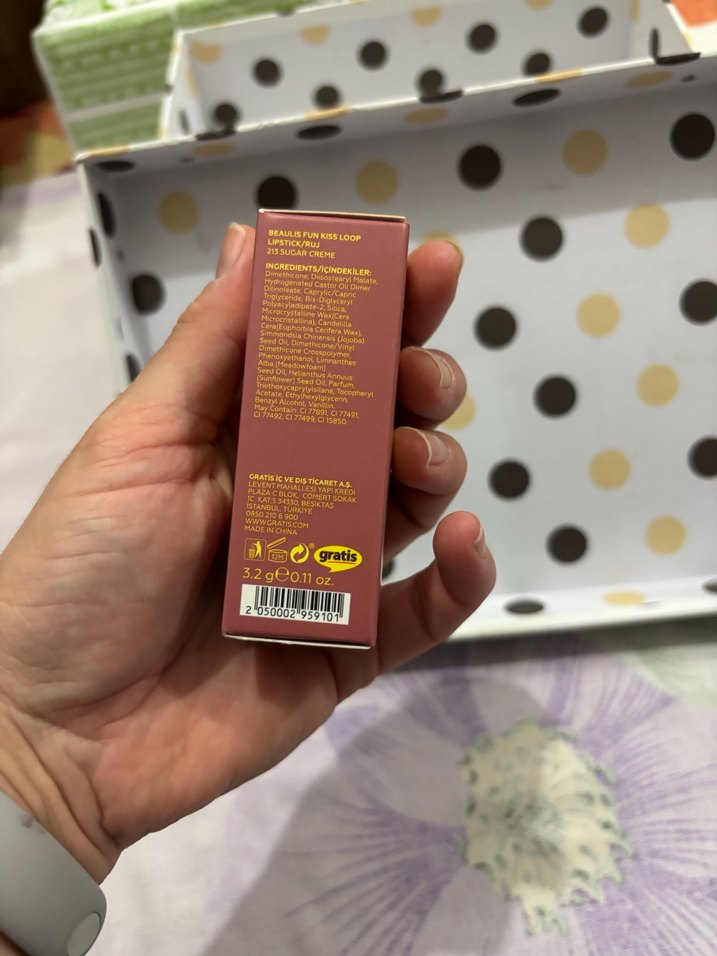 BEAULIS FUN KISS LOOP
LIPSTICK/RUJ
213 SUGAR CREME
INGREDIENTS/İÇİNDEKİLER:
Dimethicone, Diisostearyl Malate,
Hydrogenated Castor Oil Dimer
Dilinoleate, Caprylic/Capric
Triglyceride, Bis-Diglyceryl
Polyacyladipate-2, Silica,
Microcrystalline Wax(Cera
Microcristallina), Candelilla
Cera(Euphorbia Cerifera Wax),
Simmondsia Chinensis (Jojoba)
Seed Oil, Dimethicone/Vinyl
Dimethicone Crosspolymer,
Phenoxyethanol, Limnanthes
Alba (Meadowfoam)
Seed Oil, Helianthus Annuus
(Sunflower) Seed Oil, Parfum,
Triethoxycaprylylsilane, Tocopheryl
Acetate, Ethylhexylglycerin,
Benzyl Alcohol, Vanillin.
May Contain: CI 77891, CI 77491,
CI 77492, CI 77499, CI 15850.
GRATİS İÇ VE DIŞ TİCARET A.Ş.
LEVENT MAHALLESİ YAPI KREDİ
PLAZA C BLOK, CÖMERT SOKAK
1C KAT:5 34330, BEŞİKTAŞ
İSTANBUL, TÜRKİYE
0850 210 6 900
WWW.GRATIS.COM
MADE IN CHINA
12M
gratis
3.2 g℮0.11 oz.
2 050002 959101